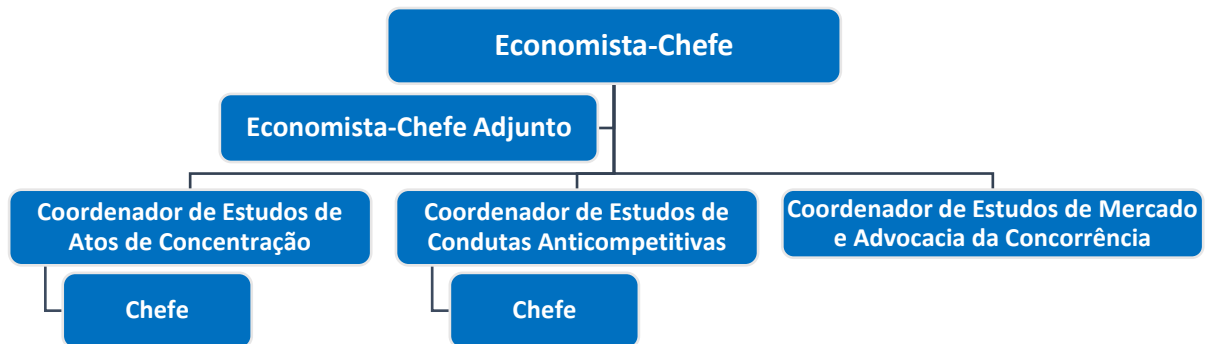 Economista-Chefe
Economista-Chefe Adjunto
Coordenador de Estudos de
Atos de Concentração
Coordenador de Estudos de
Condutas Anticompetitivas
Coordenador de Estudos de Mercado
e Advocacia da Concorrência
Chefe
Chefe